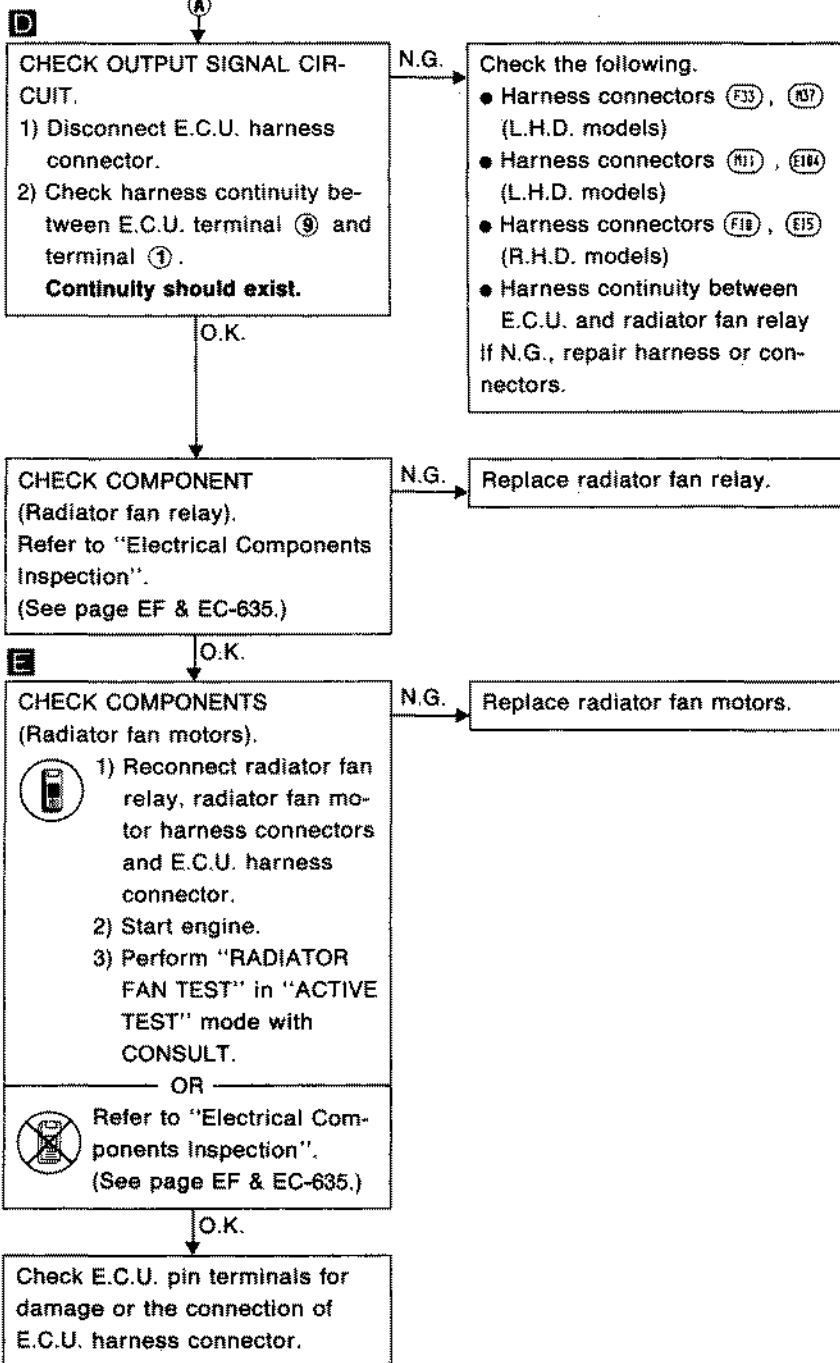 A
D
CHECK OUTPUT SIGNAL CIR-
CUIT.
1) Disconnect E.C.U. harness
connector.
2) Check harness continuity be-
tween E.C.U. terminal ⑨ and
terminal ①.
Continuity should exist.
N.G.
Check the following.
● Harness connectors F33, M37
(L.H.D. models)
● Harness connectors M11, E104
(L.H.D. models)
● Harness connectors F18, E15
(R.H.D. models)
● Harness continuity between
E.C.U. and radiator fan relay
If N.G., repair harness or con-
nectors.
O.K.
CHECK COMPONENT
(Radiator fan relay).
Refer to "Electrical Components
Inspection".
(See page EF & EC-635.)
N.G.
Replace radiator fan relay.
O.K.
E
CHECK COMPONENTS
(Radiator fan motors).
1) Reconnect radiator fan
relay, radiator fan mo-
tor harness connectors
and E.C.U. harness
connector.
2) Start engine.
3) Perform "RADIATOR
FAN TEST" in "ACTIVE
TEST" mode with
CONSULT.
OR
Refer to "Electrical Com-
ponents Inspection".
(See page EF & EC-635.)
N.G.
Replace radiator fan motors.
O.K.
Check E.C.U. pin terminals for
damage or the connection of
E.C.U. harness connector.